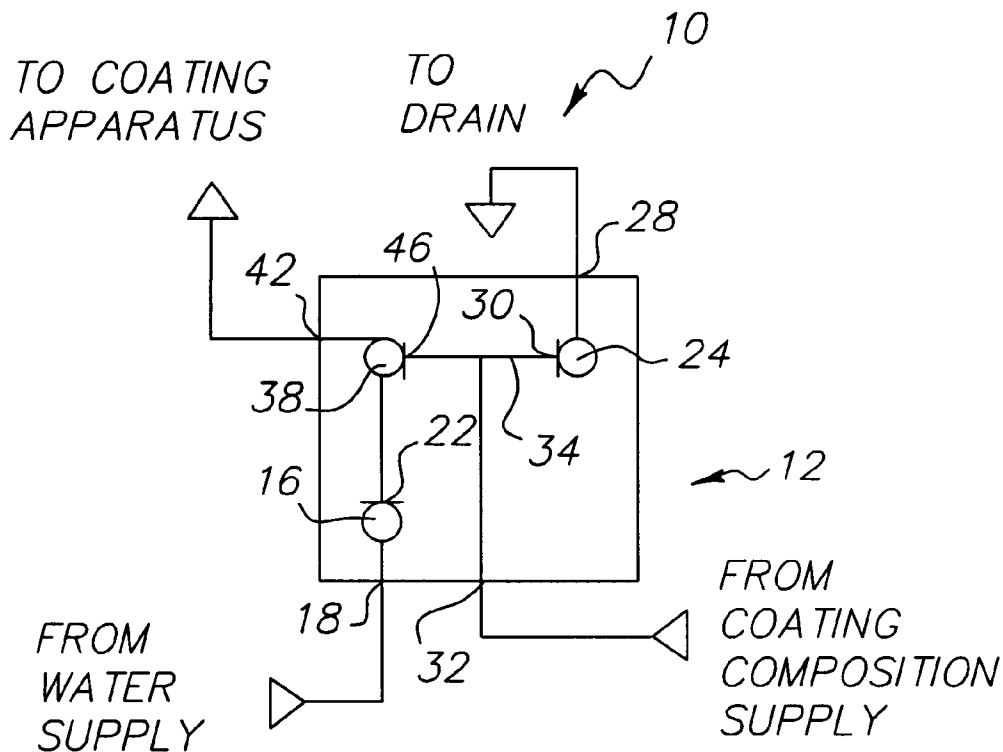 10
TO COATING
APPARATUS
TO
DRAIN
28
46
42
30
24
38
22
34
16
12
18
32
FROM
WATER
SUPPLY
FROM
COATING
COMPOSITION
SUPPLY